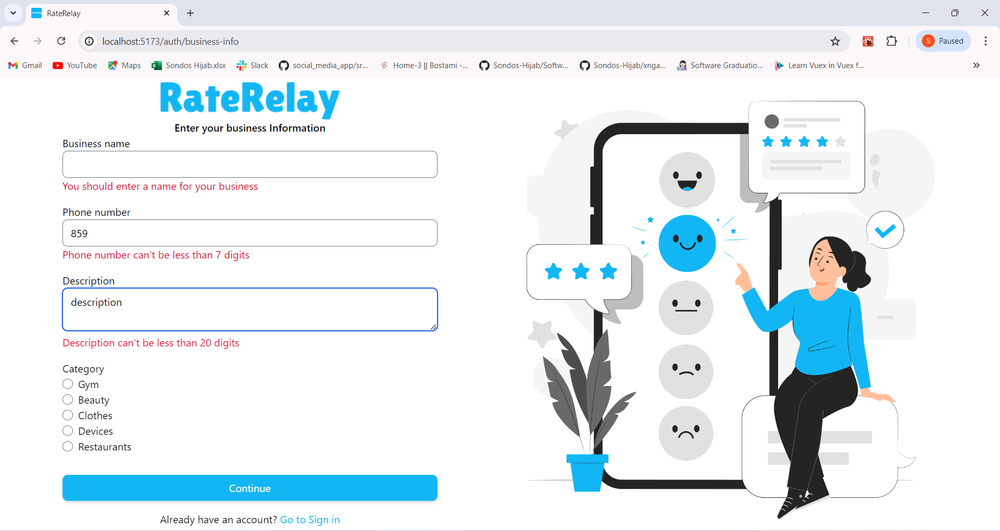 RateRelay
localhost:5173/auth/business-info
S Paused
Gmail YouTube Maps Sondos Hijab.xlsx Slack social_media_app/sr... Home-3 || Bostami -... Sondos-Hijab/Softw... Sondos-Hijab/xnga... Software Graduatio... Learn Vuex in Vuex f...
RateRelay
Enter your business Information
Business name
You should enter a name for your business
Phone number
859
Phone number can't be less than 7 digits
Description
description
Description can't be less than 20 digits
Category
Gym
Beauty
Clothes
Devices
Restaurants
Continue
Already have an account? Go to Sign in